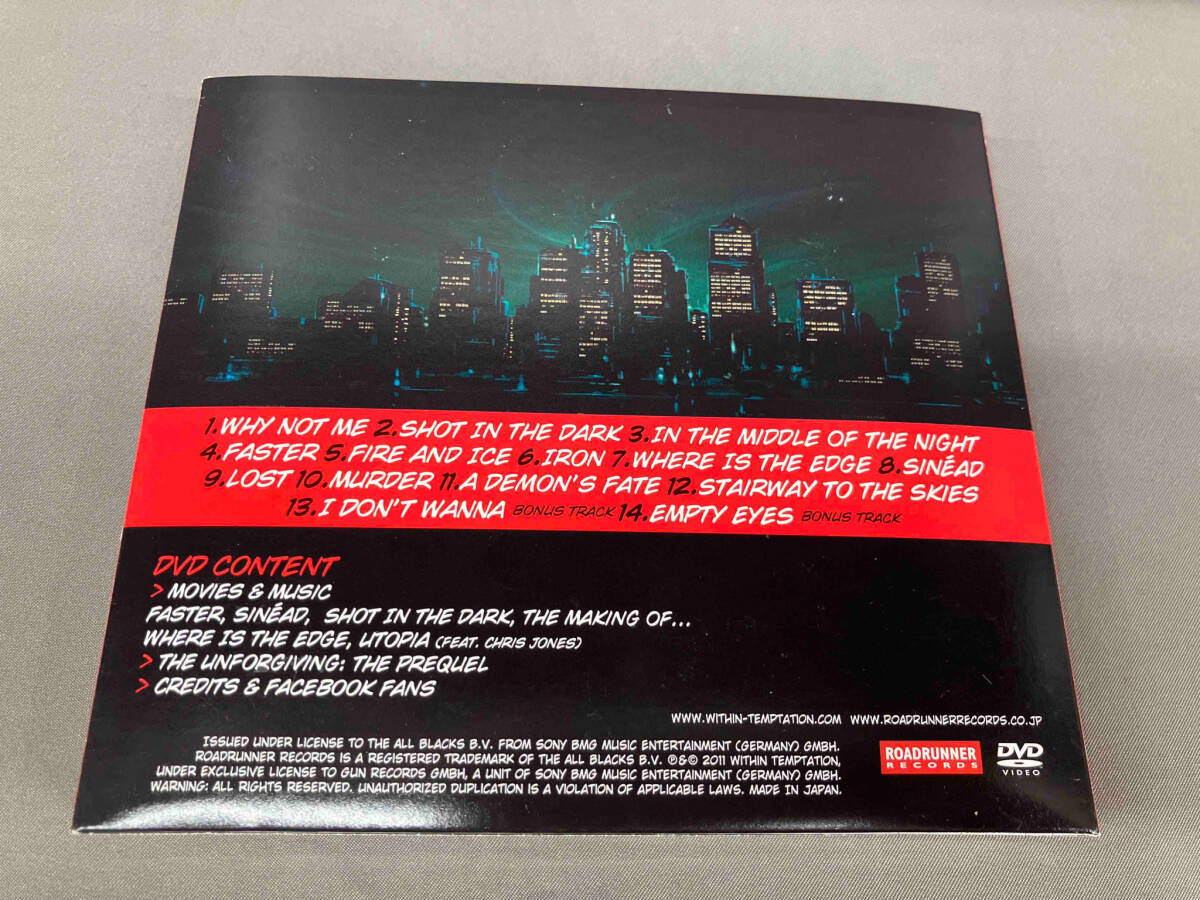 1.WHY NOT ME 2.SHOT IN THE DARK 3.IN THE MIDDLE OF THE NIGHT
4.FASTER 5.FIRE AND ICE 6.IRON 7.WHERE IS THE EDGE 8.SINÉAD
9.LOST 10.MURDER 11.A DEMON'S FATE 12.STAIRWAY TO THE SKIES
13.I DON'T WANNA BONUS TRACK 14.EMPTY EYES BONUS TRACK
DVD CONTENT
> MOVIES & MUSIC
FASTER, SINÉAD, SHOT IN THE DARK, THE MAKING OF...
WHERE IS THE EDGE, UTOPIA (FEAT. CHRIS JONES)
> THE UNFORGIVING: THE PREQUEL
> CREDITS & FACEBOOK FANS
WWW.WITHIN-TEMPTATION.COM WWW.ROADRUNNERRECORDS.CO.JP
ISSUED UNDER LICENSE TO THE ALL BLACKS B.V. FROM SONY BMG MUSIC ENTERTAINMENT (GERMANY) GMBH.
ROADRUNNER RECORDS IS A REGISTERED TRADEMARK OF THE ALL BLACKS B.V. ℗&© 2011 WITHIN TEMPTATION,
UNDER EXCLUSIVE LICENSE TO GUN RECORDS GMBH, A UNIT OF SONY BMG MUSIC ENTERTAINMENT (GERMANY) GMBH.
WARNING: ALL RIGHTS RESERVED. UNAUTHORIZED DUPLICATION IS A VIOLATION OF APPLICABLE LAWS. MADE IN JAPAN.
ROADRUNNER
RECORDS
DVD
VIDEO